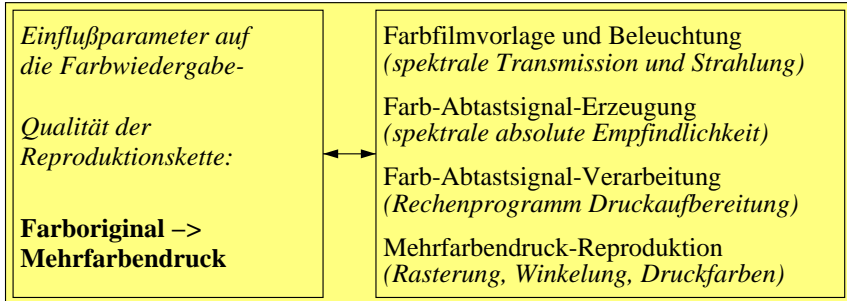 Einflußparameter auf
die Farbwiedergabe-
Qualität der
Reproduktionskette:
Farboriginal –>
Mehrfarbendruck
Farbfilmvorlage und Beleuchtung
(spektrale Transmission und Strahlung)
Farb-Abtastsignal-Erzeugung
(spektrale absolute Empfindlichkeit)
Farb-Abtastsignal-Verarbeitung
(Rechenprogramm Druckaufbereitung)
Mehrfarbendruck-Reproduktion
(Rasterung, Winkelung, Druckfarben)